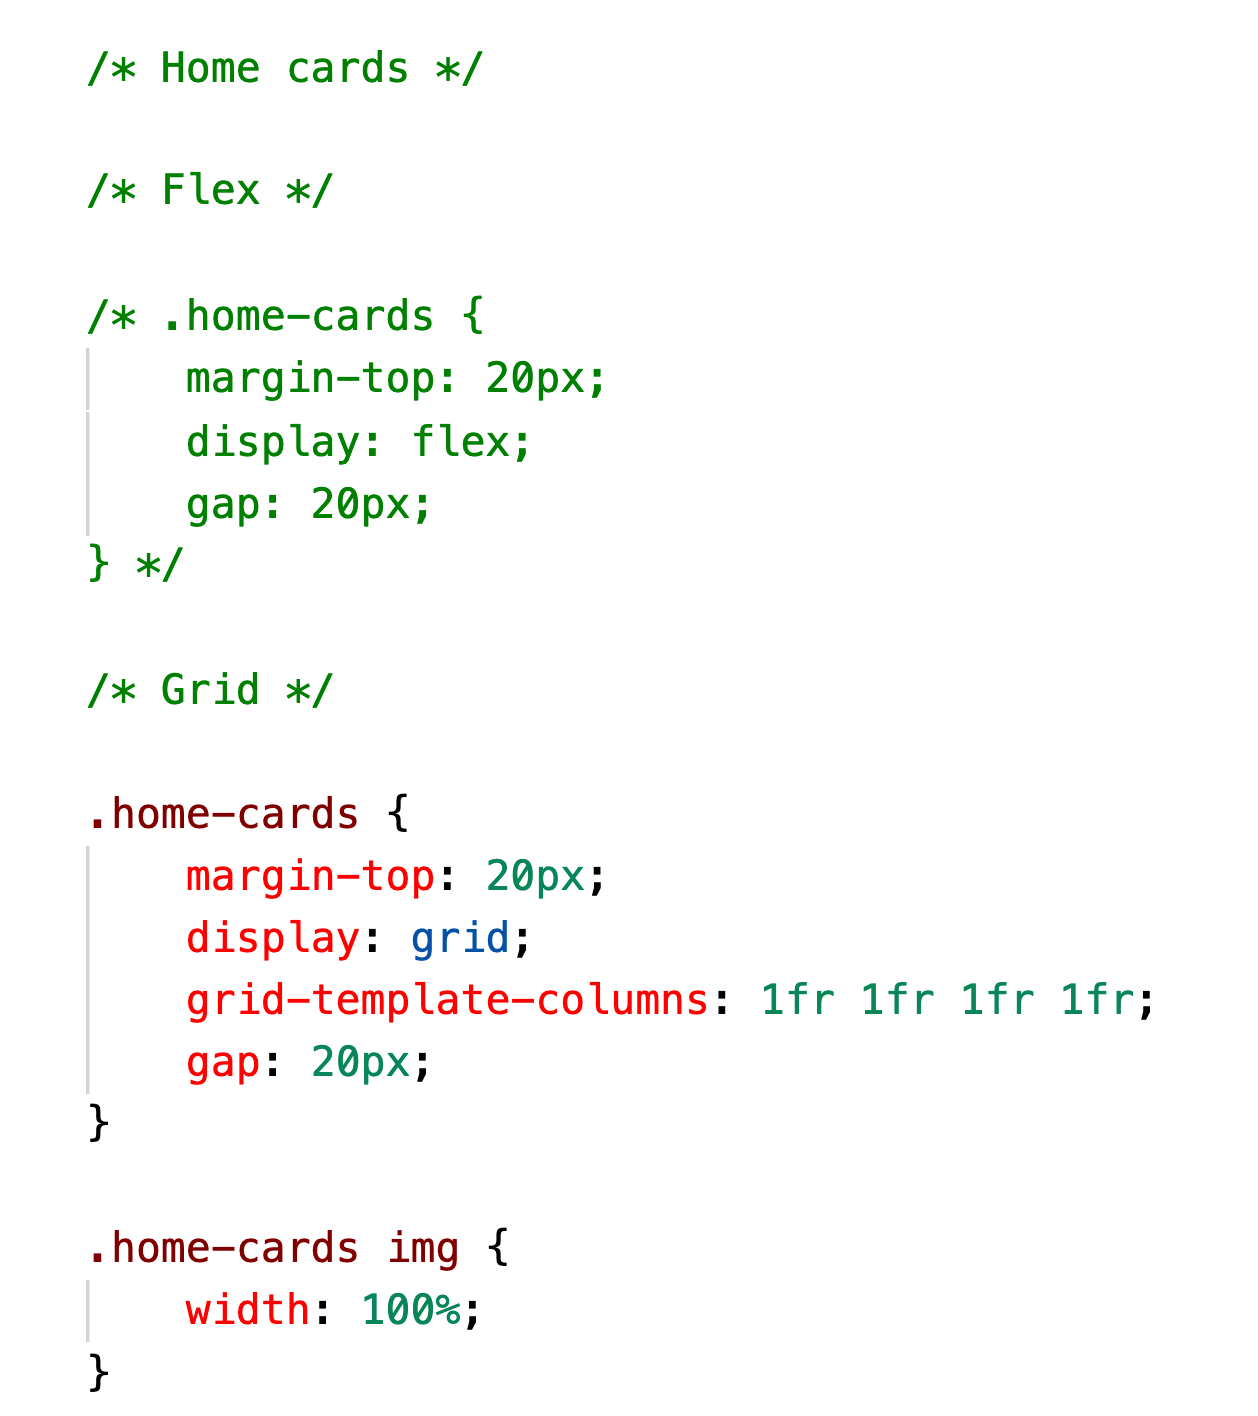 /* Home cards */
/* Flex */
/* .home-cards {
    margin-top: 20px;
    display: flex;
    gap: 20px;
} */
/* Grid */
.home-cards {
    margin-top: 20px;
    display: grid;
    grid-template-columns: 1fr 1fr 1fr 1fr;
    gap: 20px;
}
.home-cards img {
    width: 100%;
}